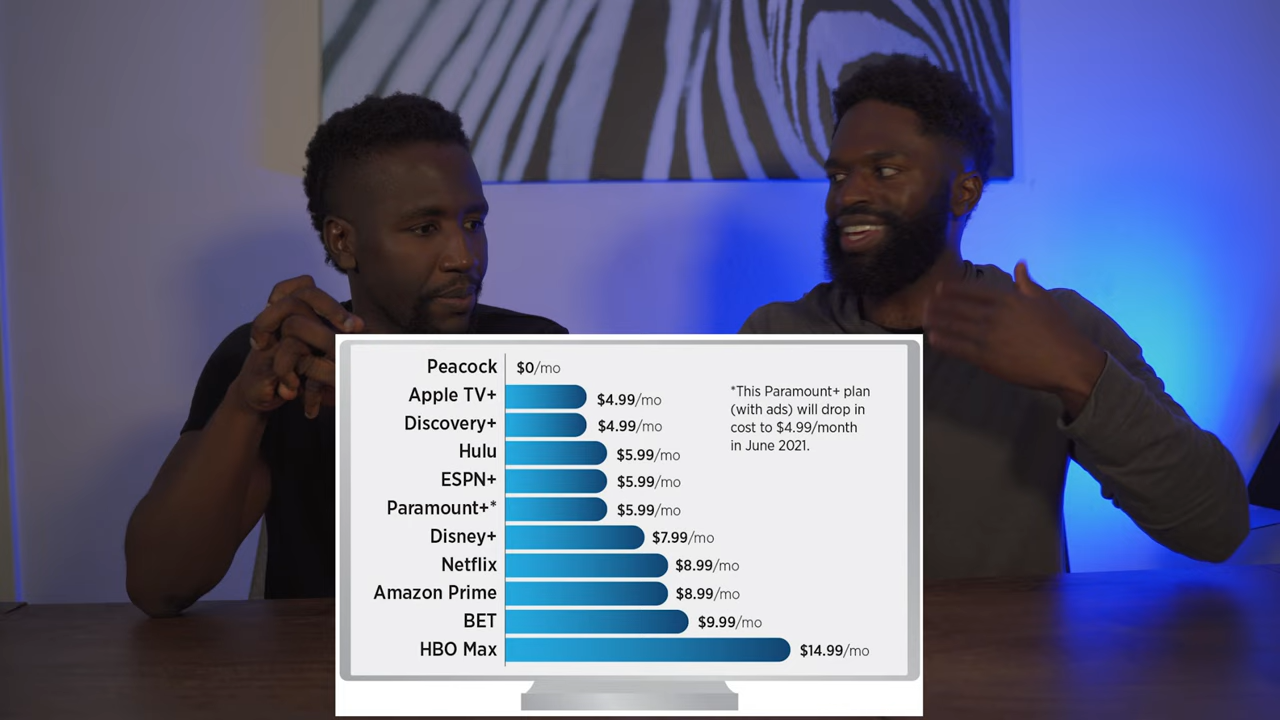 Peacock $0/mo
Apple TV+ $4.99/mo
Discovery+ $4.99/mo
Hulu $5.99/mo
ESPN+ $5.99/mo
Paramount+* $5.99/mo
Disney+ $7.99/mo
Netflix $8.99/mo
Amazon Prime $8.99/mo
BET $9.99/mo
HBO Max $14.99/mo
*This Paramount+ plan
(with ads) will drop in
cost to $4.99/month
in June 2021.